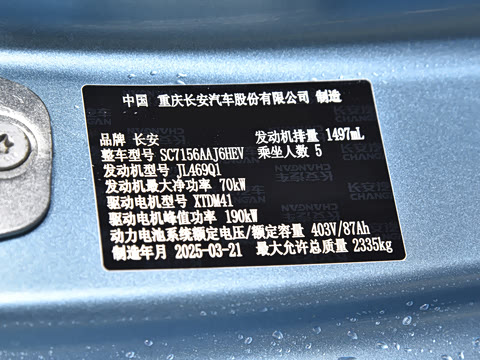 中国 重庆长安汽车股份有限公司 制造
品牌 长安 发动机排量 1497mL
整车型号 SC7156AAJ6HEV 乘坐人数 5
发动机型号 JL469Q1
发动机最大净功率 70kW
驱动电机型号 XTDM41
驱动电机峰值功率 190kW
动力电池系统额定电压/额定容量 403V/87Ah
制造年月 2025-03-21 最大允许总质量 2335kg